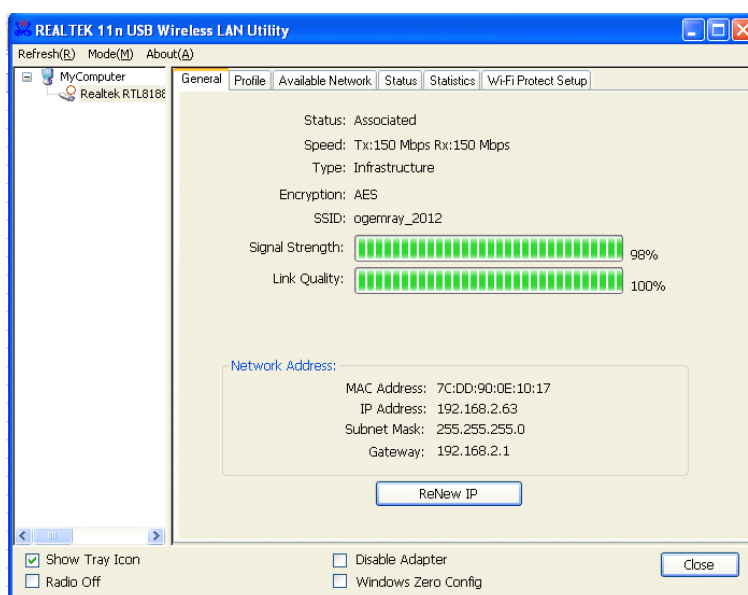 REALTEK 11n USB Wireless LAN Utility
Refresh(R) Mode(M) About(A)
MyComputer
Realtek RTL8188
General Profile Available Network Status Statistics Wi-Fi Protect Setup
Status: Associated
Speed: Tx:150 Mbps Rx:150 Mbps
Type: Infrastructure
Encryption: AES
SSID: ogemray_2012
Signal Strength: 98%
Link Quality: 100%
Network Address:
MAC Address: 7C:DD:90:0E:10:17
IP Address: 192.168.2.63
Subnet Mask: 255.255.255.0
Gateway: 192.168.2.1
ReNew IP
Show Tray Icon Disable Adapter
Radio Off Windows Zero Config
Close